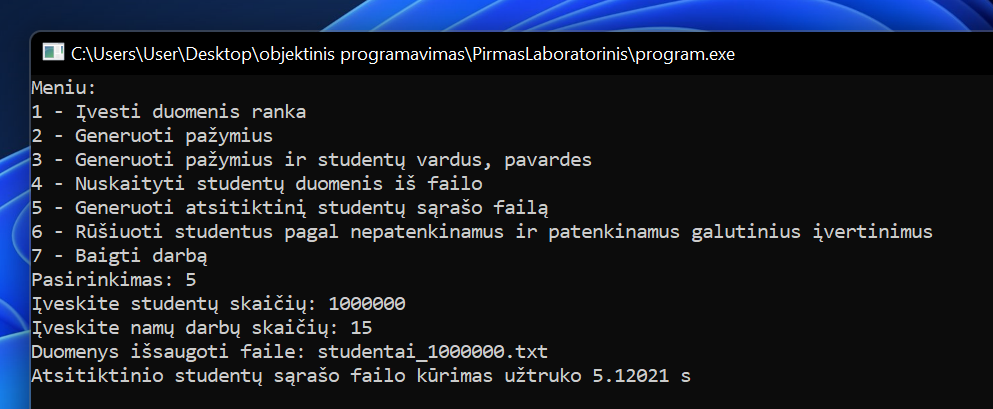 C:\Users\User\Desktop\objektinis programavimas\PirmasLaboratorinis\program.exe
Meniu:
1 - Įvesti duomenis ranka
2 - Generuoti pažymius
3 - Generuoti pažymius ir studentų vardus, pavardes
4 - Nuskaityti studentų duomenis iš failo
5 - Generuoti atsitiktinį studentų sąrašo failą
6 - Rūšiuoti studentus pagal nepatenkinamus ir patenkinamus galutinius įvertinimus
7 - Baigti darbą
Pasirinkimas: 5
Įveskite studentų skaičių: 1000000
Įveskite namų darbų skaičių: 15
Duomenys išsaugoti faile: studentai_1000000.txt
Atsitiktinio studentų sąrašo failo kūrimas užtruko 5.12021 s